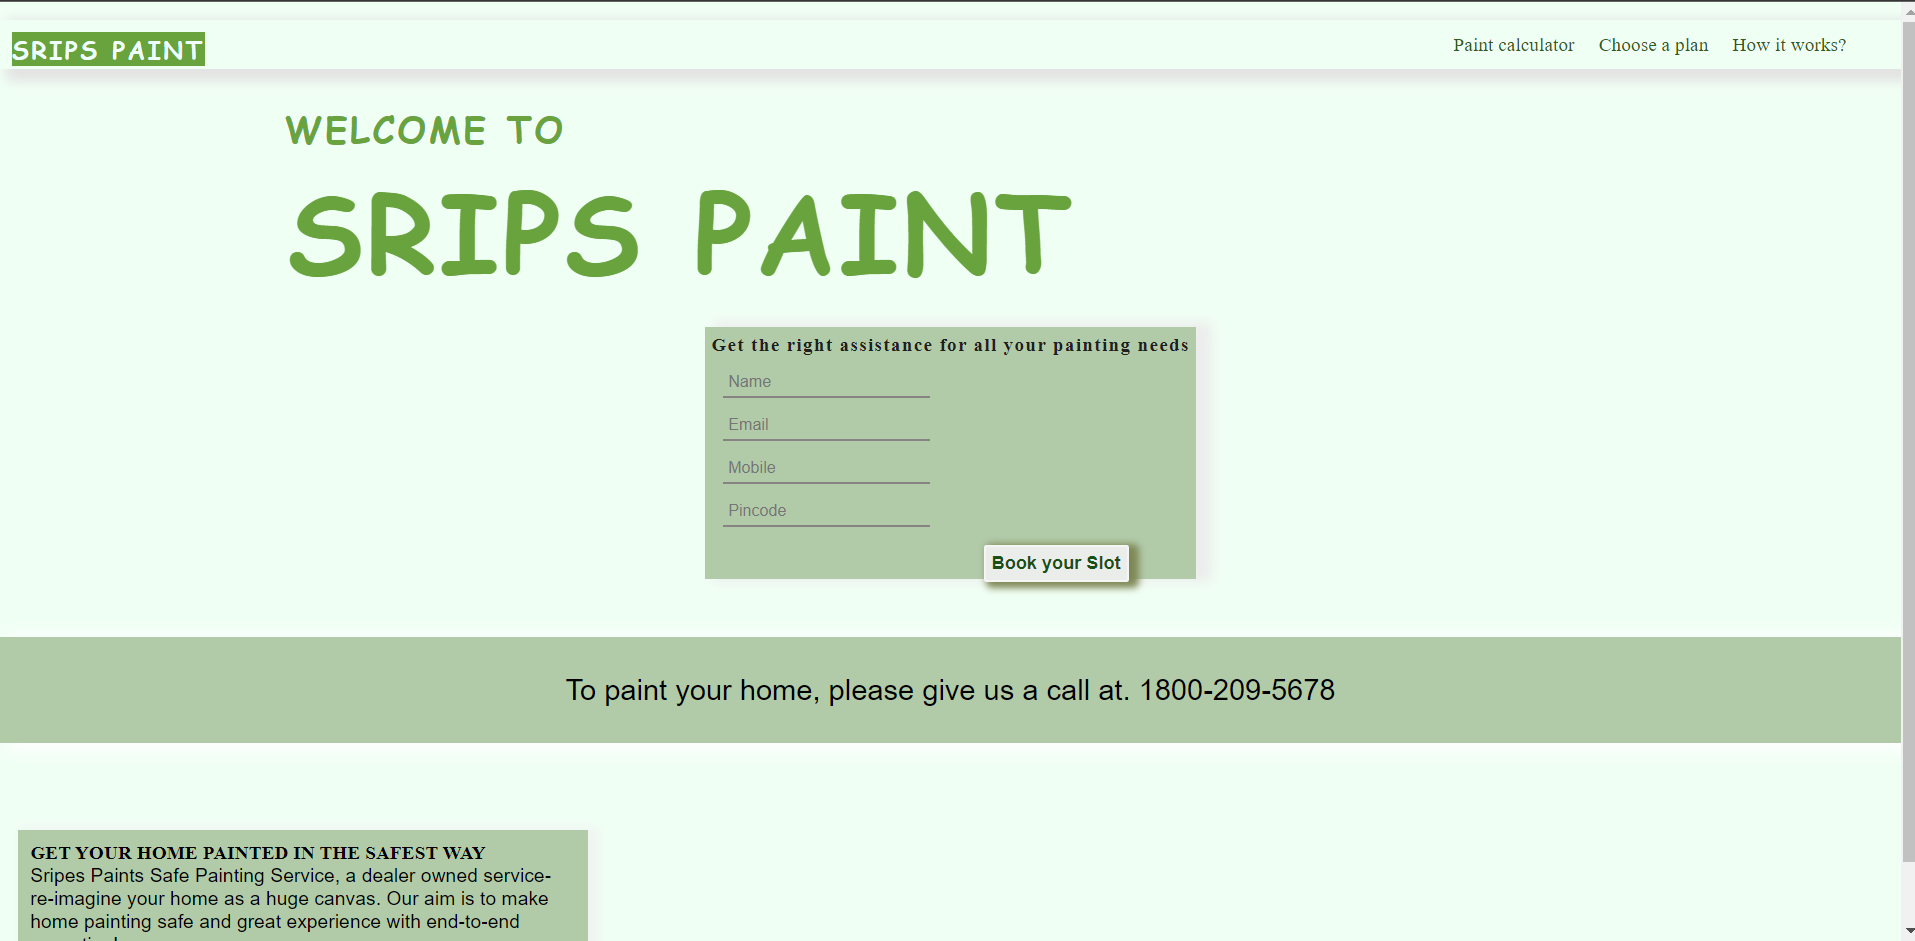 SRIPS PAINT
Paint calculator Choose a plan How it works?
WELCOME TO
SRIPS PAINT
Get the right assistance for all your painting needs
Name
Email
Mobile
Pincode
Book your Slot
To paint your home, please give us a call at. 1800-209-5678
GET YOUR HOME PAINTED IN THE SAFEST WAY
Sripes Paints Safe Painting Service, a dealer owned service-
re-imagine your home as a huge canvas. Our aim is to make
home painting safe and great experience with end-to-end